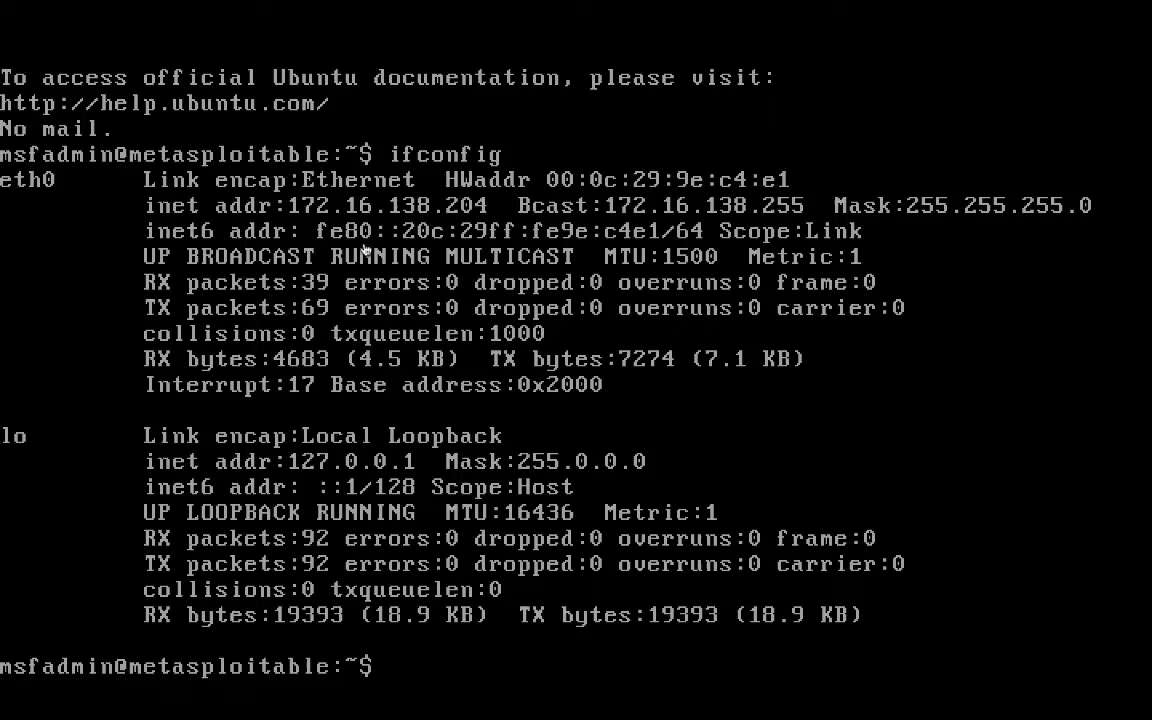 To access official Ubuntu documentation, please visit:
http://help.ubuntu.com/
No mail.
msfadmin@metasploitable:~$ ifconfig
eth0      Link encap:Ethernet  HWaddr 00:0c:29:9e:c4:e1
          inet addr:172.16.138.204  Bcast:172.16.138.255  Mask:255.255.255.0
          inet6 addr: fe80::20c:29ff:fe9e:c4e1/64 Scope:Link
          UP BROADCAST RUNNING MULTICAST  MTU:1500  Metric:1
          RX packets:39 errors:0 dropped:0 overruns:0 frame:0
          TX packets:69 errors:0 dropped:0 overruns:0 carrier:0
          collisions:0 txqueuelen:1000
          RX bytes:4683 (4.5 KB)  TX bytes:7274 (7.1 KB)
          Interrupt:17 Base address:0x2000
lo        Link encap:Local Loopback
          inet addr:127.0.0.1  Mask:255.0.0.0
          inet6 addr: ::1/128 Scope:Host
          UP LOOPBACK RUNNING  MTU:16436  Metric:1
          RX packets:92 errors:0 dropped:0 overruns:0 frame:0
          TX packets:92 errors:0 dropped:0 overruns:0 carrier:0
          collisions:0 txqueuelen:0
          RX bytes:19393 (18.9 KB)  TX bytes:19393 (18.9 KB)
msfadmin@metasploitable:~$